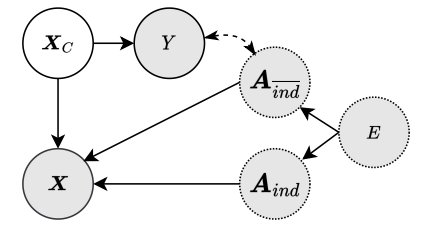 X_C
Y
A_{\overline{ind}}
E
X
A_{ind}